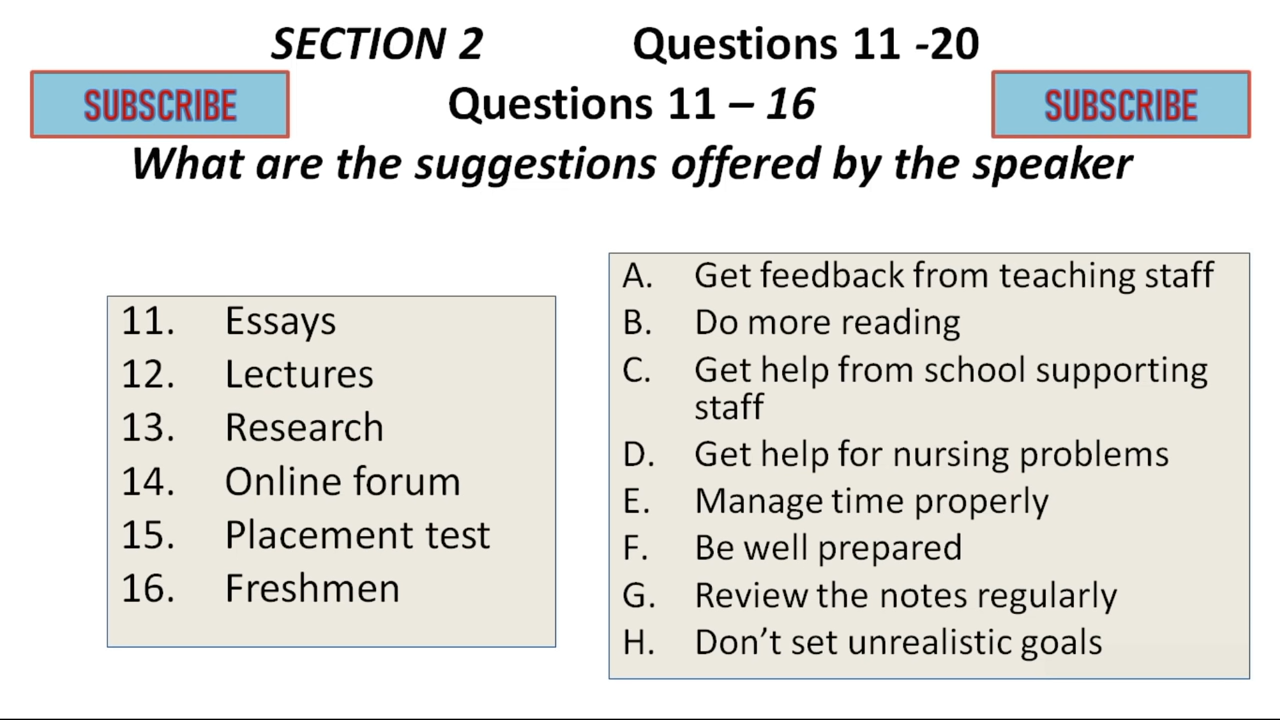 SECTION 2 Questions 11 -20
SUBSCRIBE Questions 11 – 16 SUBSCRIBE
What are the suggestions offered by the speaker
11. Essays
12. Lectures
13. Research
14. Online forum
15. Placement test
16. Freshmen
A. Get feedback from teaching staff
B. Do more reading
C. Get help from school supporting
staff
D. Get help for nursing problems
E. Manage time properly
F. Be well prepared
G. Review the notes regularly
H. Don’t set unrealistic goals